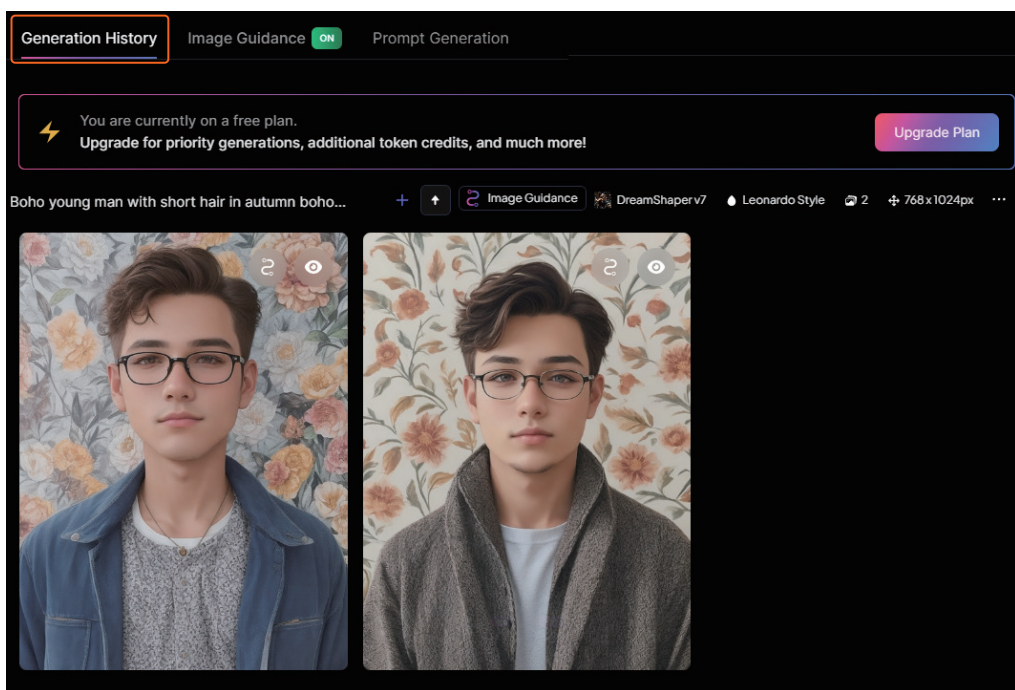 Generation History Image Guidance ON Prompt Generation
You are currently on a free plan.
Upgrade for priority generations, additional token credits, and much more!
Upgrade Plan
Boho young man with short hair in autumn boho... Image Guidance DreamShaper v7 Leonardo Style 2 768x1024px ...